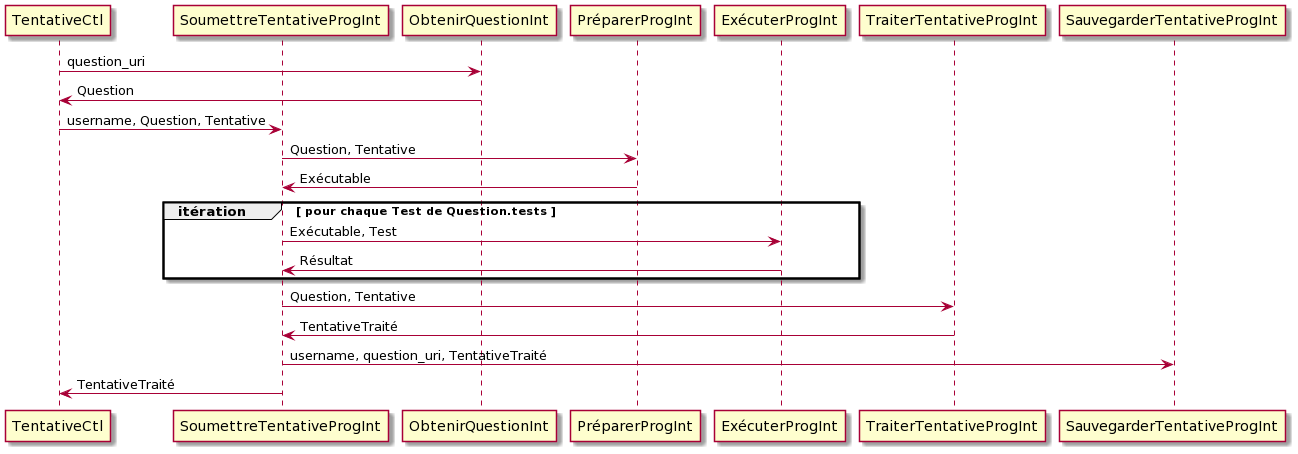 TentativeCtl SoumettreTentativeProgInt ObtenirQuestionInt PréparerProgInt ExécuterProgInt TraiterTentativeProgInt SauvegarderTentativeProgInt
question_uri
Question
username, Question, Tentative
Question, Tentative
Exécutable
itération [ pour chaque Test de Question.tests ]
Exécutable, Test
Résultat
Question, Tentative
TentativeTraité
username, question_uri, TentativeTraité
TentativeTraité
TentativeCtl SoumettreTentativeProgInt ObtenirQuestionInt PréparerProgInt ExécuterProgInt TraiterTentativeProgInt SauvegarderTentativeProgInt